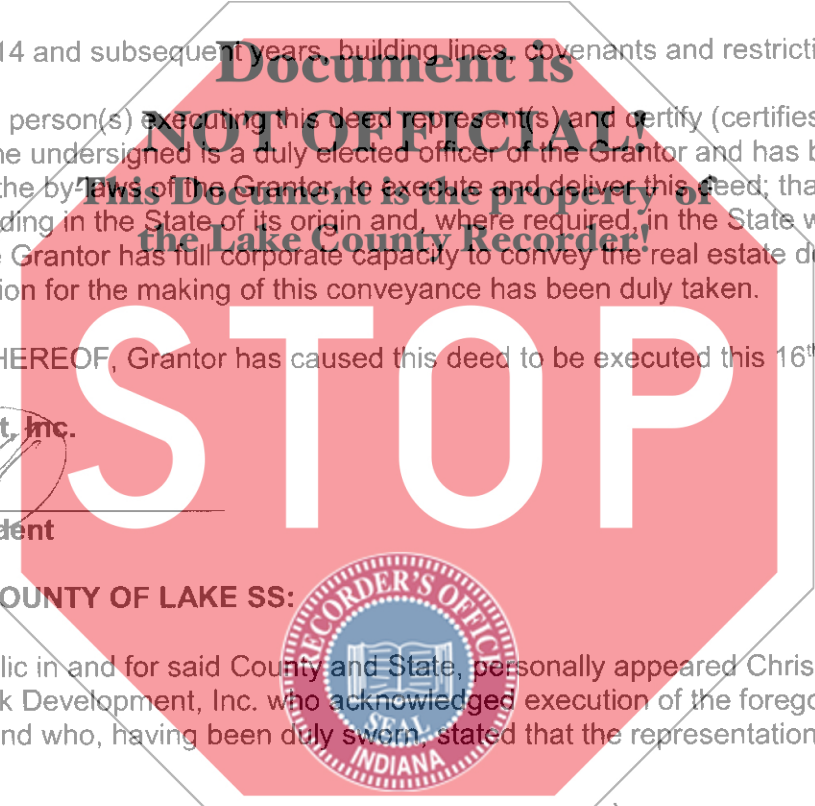 14 and subsequent years, building lines, covenants and restricti
Document is
person(s) executing this deed represent(s) and certify (certifies
NOT OFFICIAL!
ne undersigned is a duly elected officer of the Grantor and has b
the by-laws of the Grantor, to execute and deliver this deed; tha
This Document is the property of
ding in the State of its origin and, where required, in the State w
the Lake County Recorder!
e Grantor has full corporate capacity to convey the real estate de
ion for the making of this conveyance has been duly taken.
STOP
HEREOF, Grantor has caused this deed to be executed this 16th
t, Inc.
dent
OUNTY OF LAKE SS:
RECORDER'S OFFICE
lic in and for said County and State, personally appeared Chris
k Development, Inc. who acknowledged execution of the forego
SEAL
nd who, having been duly sworn, stated that the representation
INDIANA